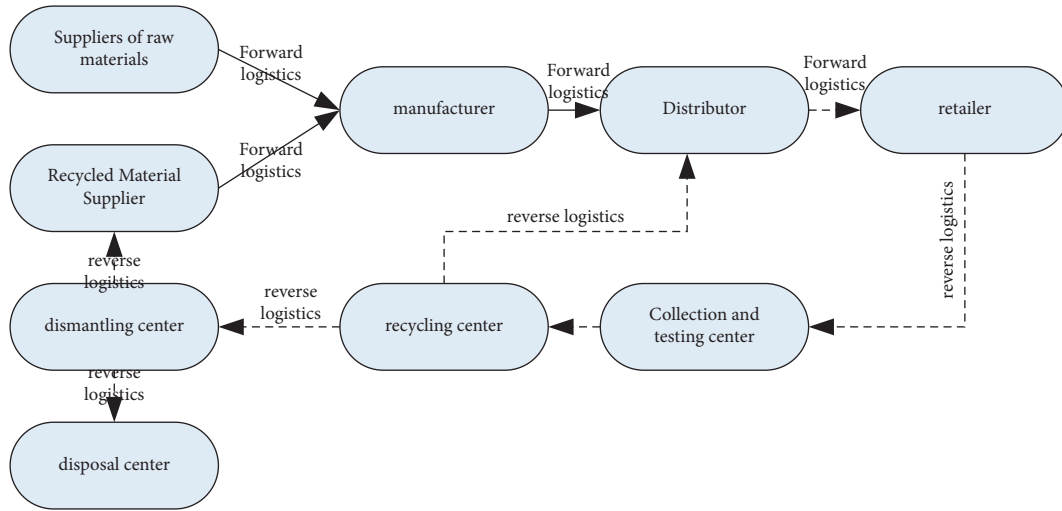 Suppliers of raw
materials
Forward
logistics
manufacturer
Forward
logistics
Distributor
Forward
logistics
retailer
Recycled Material
Supplier
Forward
logistics
reverse logistics
reverse logistics
reverse
logistics
dismantling center
reverse
logistics
recycling center
Collection and
testing center
reverse
logistics
disposal center